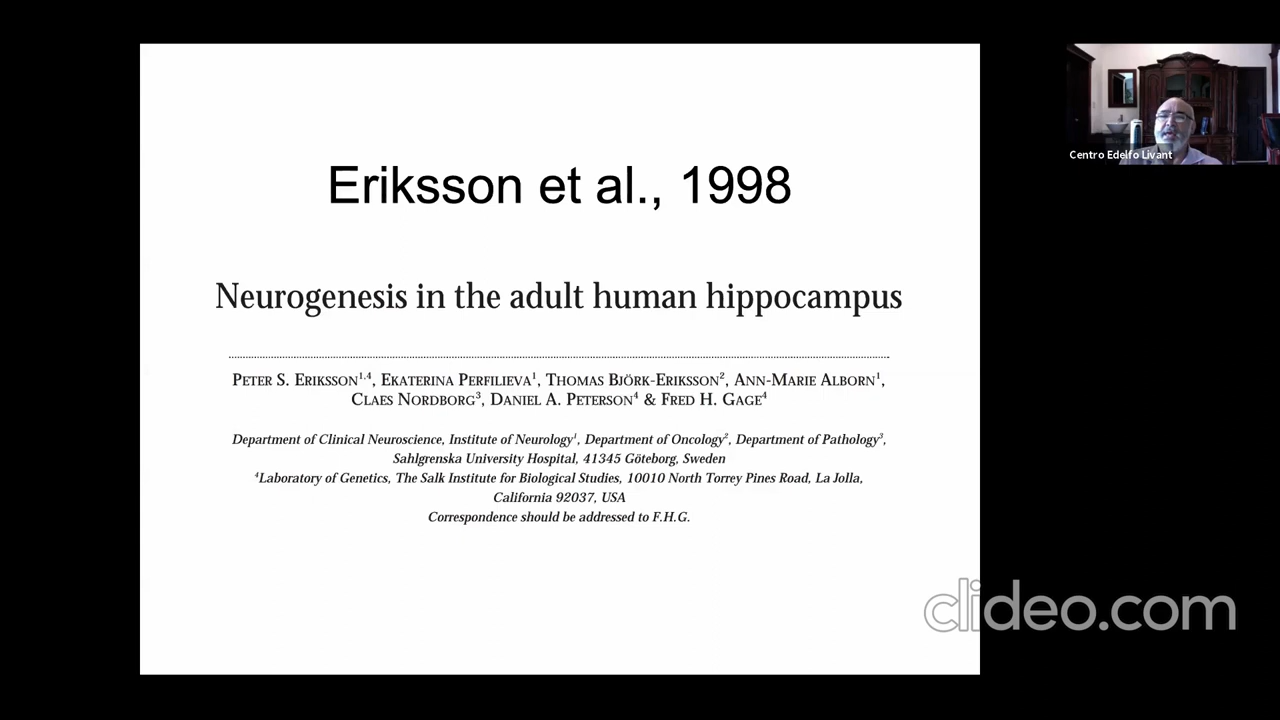 Eriksson et al., 1998
Neurogenesis in the adult human hippocampus
PETER S. ERIKSSON1,4, EKATERINA PERFILIEVA1, THOMAS BJÖRK-ERIKSSON2, ANN-MARIE ALBORN1,
CLAES NORDBORG3, DANIEL A. PETERSON4 & FRED H. GAGE4
Department of Clinical Neuroscience, Institute of Neurology1, Department of Oncology2, Department of Pathology3,
Sahlgrenska University Hospital, 41345 Göteborg, Sweden
4Laboratory of Genetics, The Salk Institute for Biological Studies, 10010 North Torrey Pines Road, La Jolla,
California 92037, USA
Correspondence should be addressed to F.H.G.
Centro Edelfo Livant
clideo.com